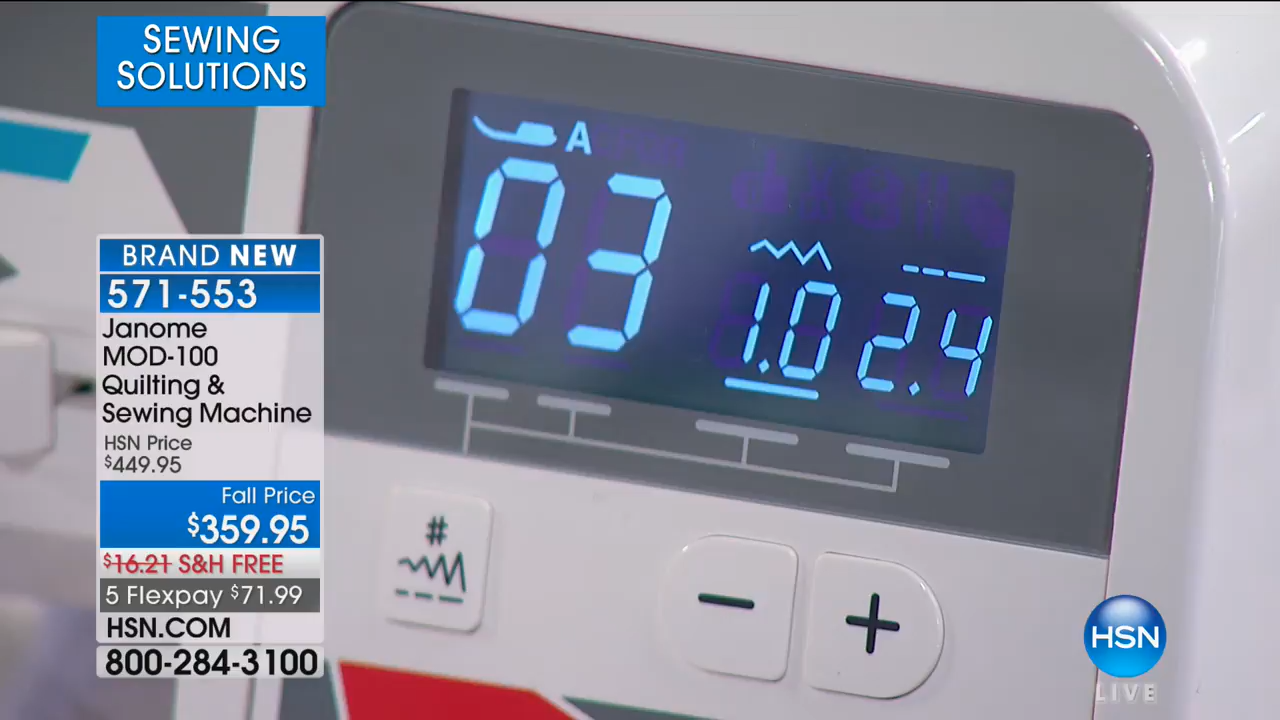 SEWING
SOLUTIONS
BRAND NEW
571-553
Janome
MOD-100
Quilting &
Sewing Machine
HSN Price
$449.95
Fall Price
$359.95
$16.21 S&H FREE
5 Flexpay $71.99
HSN.COM
800-284-3100
A
03
1.0 2.4
#
− +
HSN
LIVE